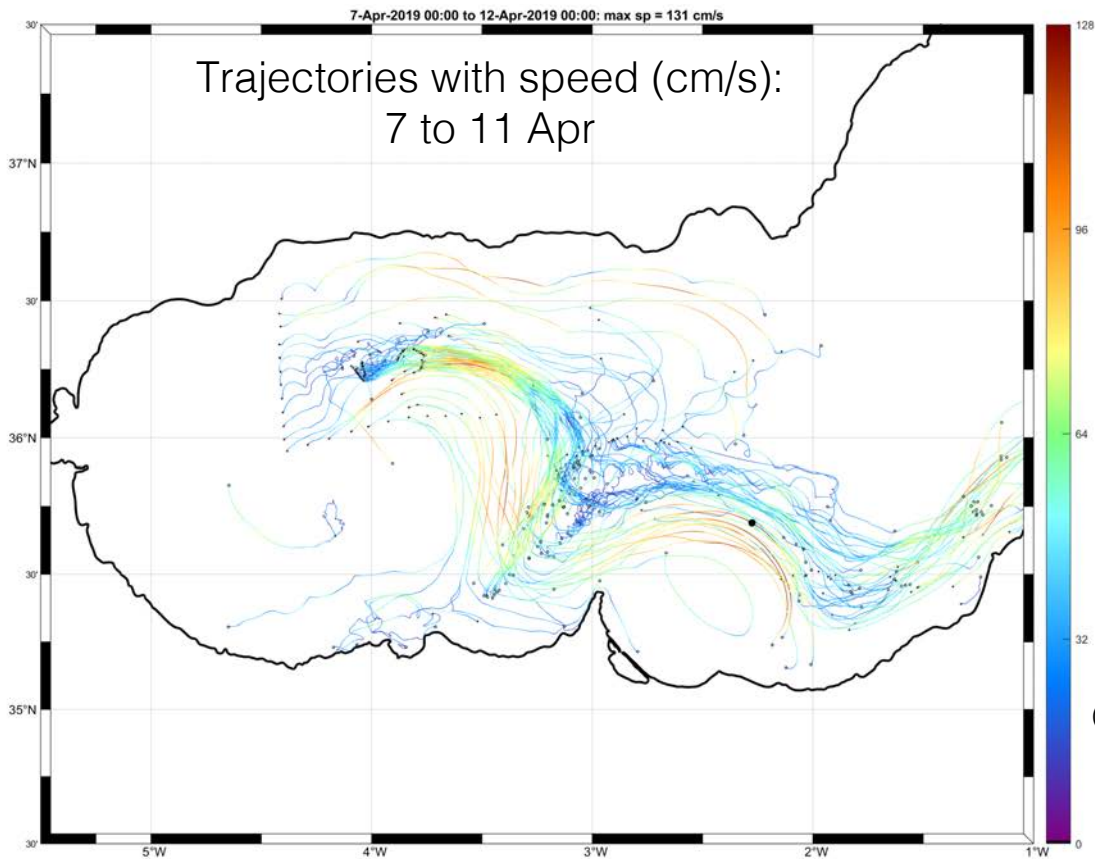 7-Apr-2019 00:00 to 12-Apr-2019 00:00: max sp = 131 cm/s
Trajectories with speed (cm/s):
7 to 11 Apr
30'
37°N
30'
36°N
30'
35°N
30'
5°W
4°W
3°W
2°W
1°W
128
96
64
32
0